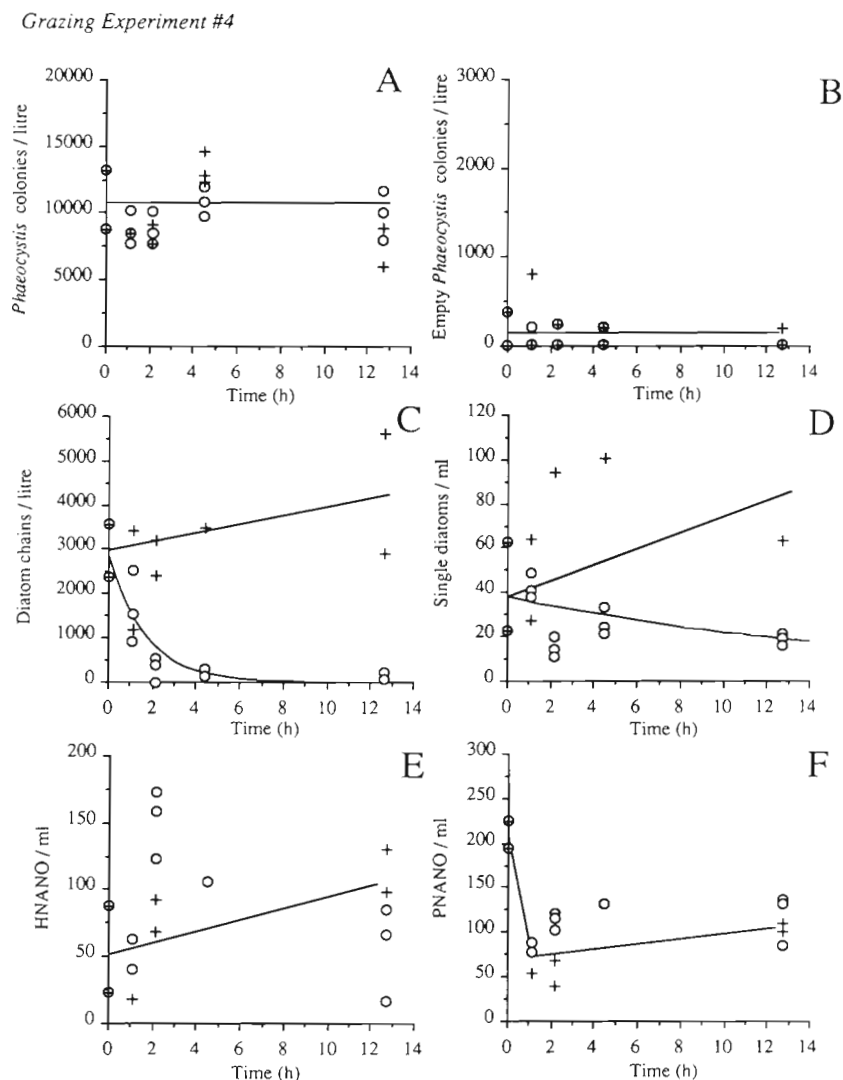 Grazing Experiment #4
A
Phaeocystis colonies / litre
20000
15000
10000
5000
0
0 2 4 6 8 10 12 14
Time (h)
B
Empty Phaeocystis colonies / litre
3000
2000
1000
0
0 2 4 6 8 10 12 14
Time (h)
C
Diatom chains / litre
6000
5000
4000
3000
2000
1000
0
0 2 4 6 8 10 12 14
Time (h)
D
Single diatoms / ml
120
100
80
60
40
20
0
0 2 4 6 8 10 12 14
Time (h)
E
HNANO / ml
200
150
100
50
0
0 2 4 6 8 10 12 14
Time (h)
F
PNANO / ml
300
250
200
150
100
50
0
0 2 4 6 8 10 12 14
Time (h)